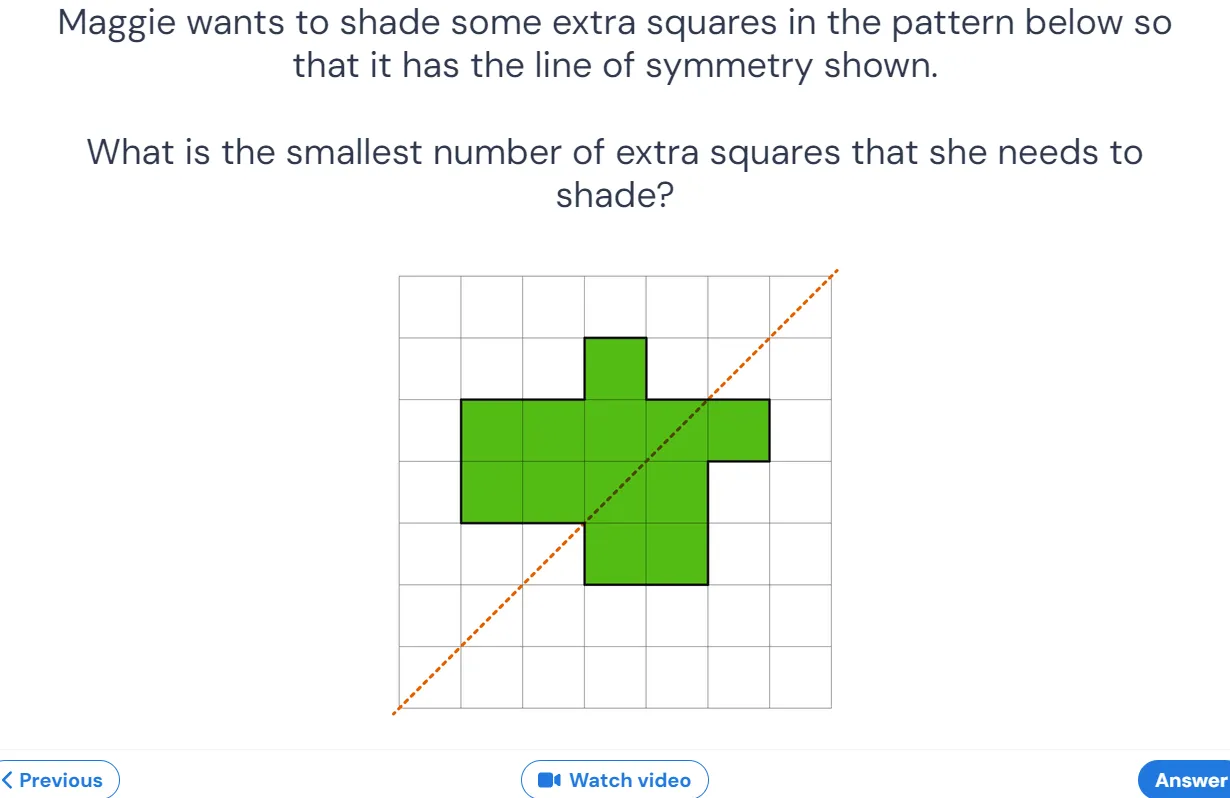 Maggie wants to shade some extra squares in the pattern below so
that it has the line of symmetry shown.
What is the smallest number of extra squares that she needs to
shade?
Previous
Watch video
Answer